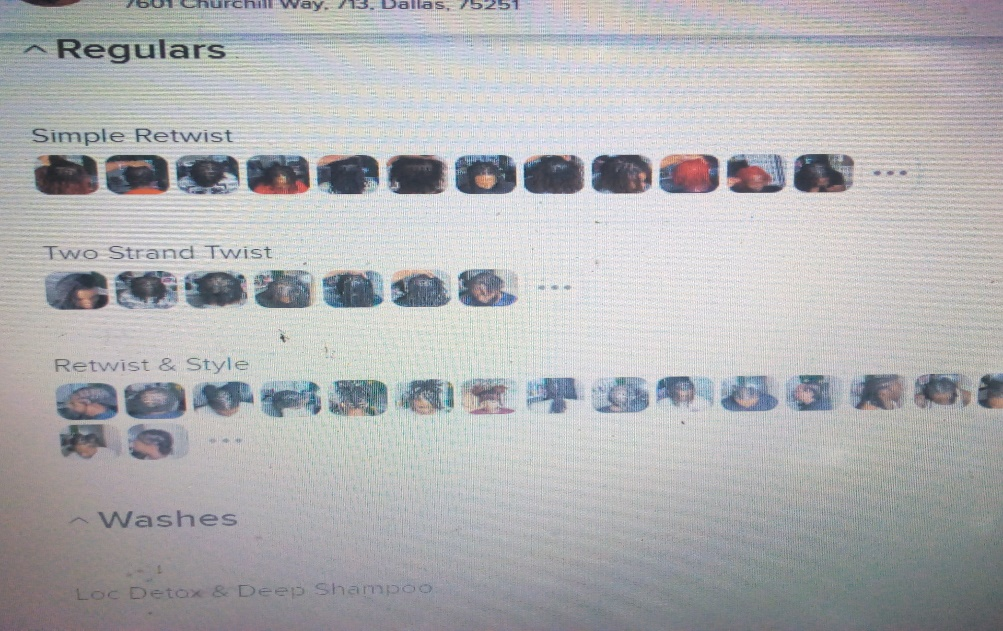 7601 Churchill Way, 713, Dallas, 75251
Regulars
Simple Retwist
Two Strand Twist
Retwist & Style
Washes
Loc Detox & Deep Shampoo